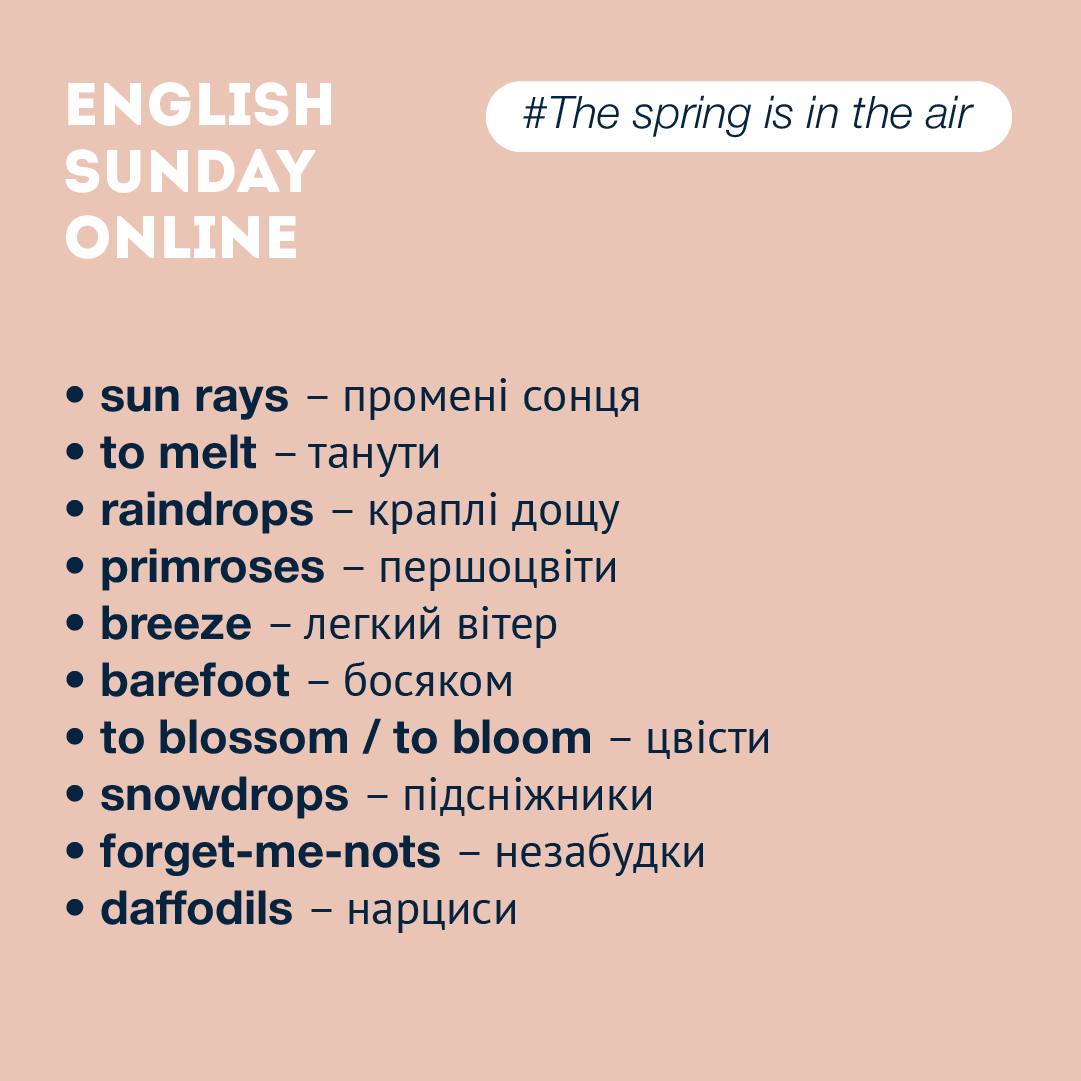 ENGLISH
SUNDAY
ONLINE
#The spring is in the air
• sun rays – промені сонця
• to melt – танути
• raindrops – краплі дощу
• primroses – першоцвіти
• breeze – легкий вітер
• barefoot – босяком
• to blossom / to bloom – цвісти
• snowdrops – підсніжники
• forget-me-nots – незабудки
• daffodils – нарциси